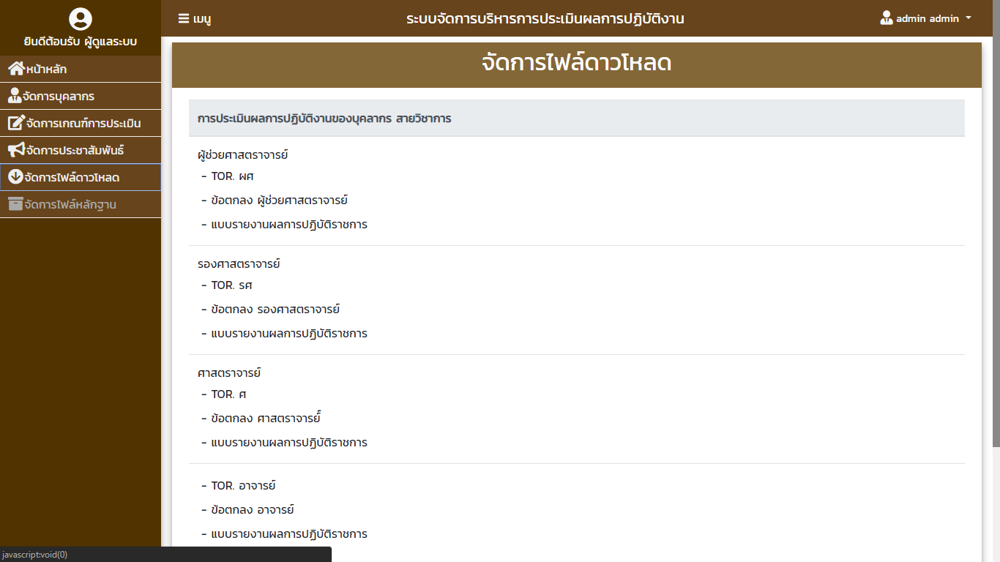 ยินดีต้อนรับ ผู้ดูแลระบบ
หน้าหลัก
จัดการบุคลากร
จัดการเกณฑ์การประเมิน
จัดการประชาสัมพันธ์
จัดการไฟล์ดาวโหลด
จัดการไฟล์หลักฐาน
เมนู
ระบบจัดการบริหารการประเมินผลการปฏิบัติงาน
admin admin
จัดการไฟล์ดาวโหลด
การประเมินผลการปฏิบัติงานของบุคลากร สายวิชาการ
ผู้ช่วยศาสตราจารย์
- TOR. ผศ
- ข้อตกลง ผู้ช่วยศาสตราจารย์
- แบบรายงานผลการปฏิบัติราชการ
รองศาสตราจารย์
- TOR. รศ
- ข้อตกลง รองศาสตราจารย์
- แบบรายงานผลการปฏิบัติราชการ
ศาสตราจารย์
- TOR. ศ
- ข้อตกลง ศาสตราจารย์์
- แบบรายงานผลการปฏิบัติราชการ
- TOR. อาจารย์
- ข้อตกลง อาจารย์
- แบบรายงานผลการปฏิบัติราชการ
javascript:void(0)